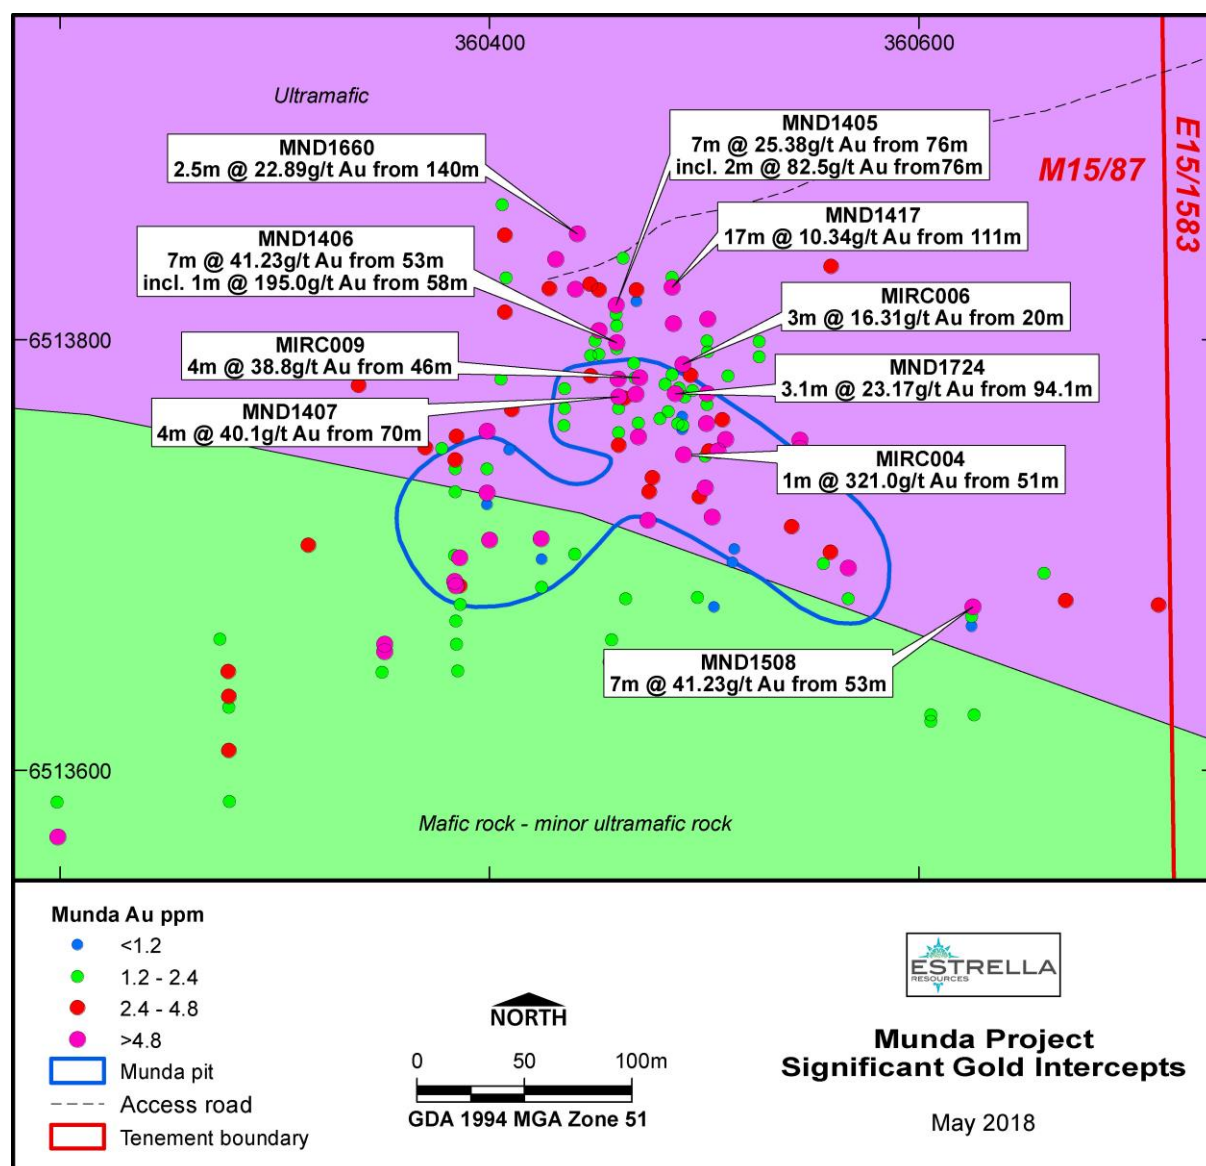 360400
360600
Ultramafic
MND1660
2.5m @ 22.89g/t Au from 140m
MND1405
7m @ 25.38g/t Au from 76m
incl. 2m @ 82.5g/t Au from76m
M15/87
E15/1583
MND1406
7m @ 41.23g/t Au from 53m
incl. 1m @ 195.0g/t Au from 58m
MND1417
17m @ 10.34g/t Au from 111m
MIRC006
3m @ 16.31g/t Au from 20m
6513800
MIRC009
4m @ 38.8g/t Au from 46m
MND1724
3.1m @ 23.17g/t Au from 94.1m
MND1407
4m @ 40.1g/t Au from 70m
MIRC004
1m @ 321.0g/t Au from 51m
MND1508
7m @ 41.23g/t Au from 53m
6513600
Mafic rock - minor ultramafic rock
Munda Au ppm
<1.2
1.2 - 2.4
2.4 - 4.8
>4.8
Munda pit
Access road
Tenement boundary
NORTH
0 50 100m
GDA 1994 MGA Zone 51
ESTRELLA
RESOURCES
Munda Project
Significant Gold Intercepts
May 2018